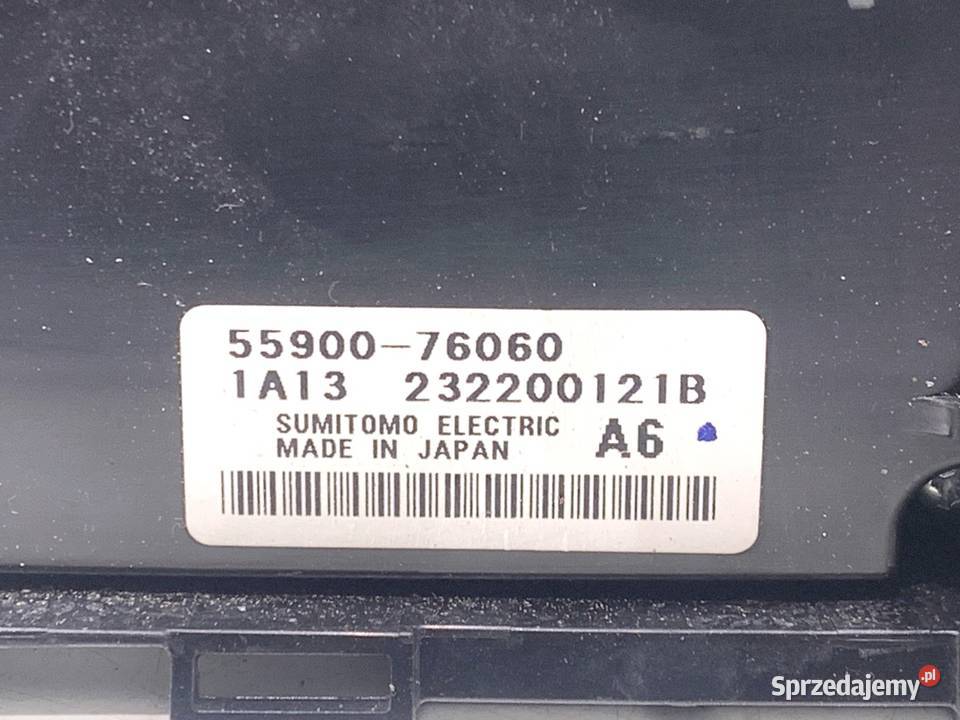 55900-76060
1A13 232200121B
SUMITOMO ELECTRIC
MADE IN JAPAN
A6
Sprzedajemy.pl